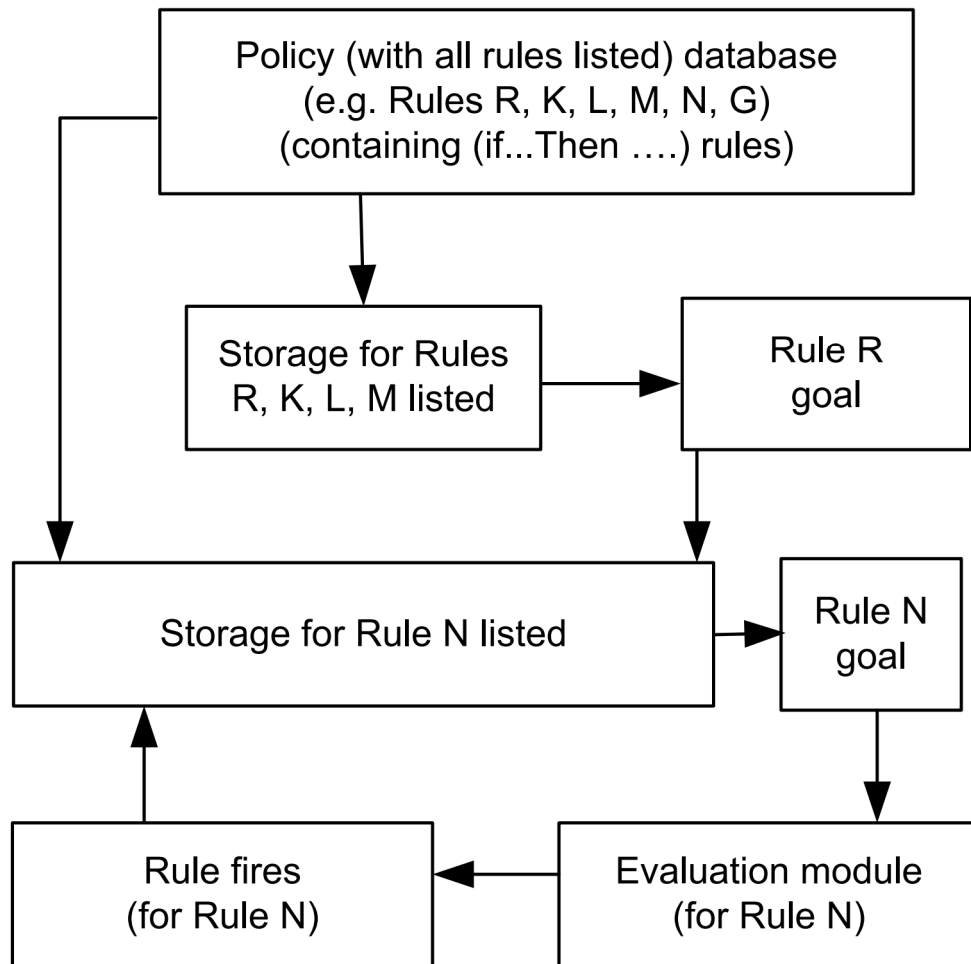 Policy (with all rules listed) database
(e.g. Rules R, K, L, M, N, G)
(containing (if...Then ….) rules)
Storage for Rules
R, K, L, M listed
Rule R
goal
Storage for Rule N listed
Rule N
goal
Rule fires
(for Rule N)
Evaluation module
(for Rule N)